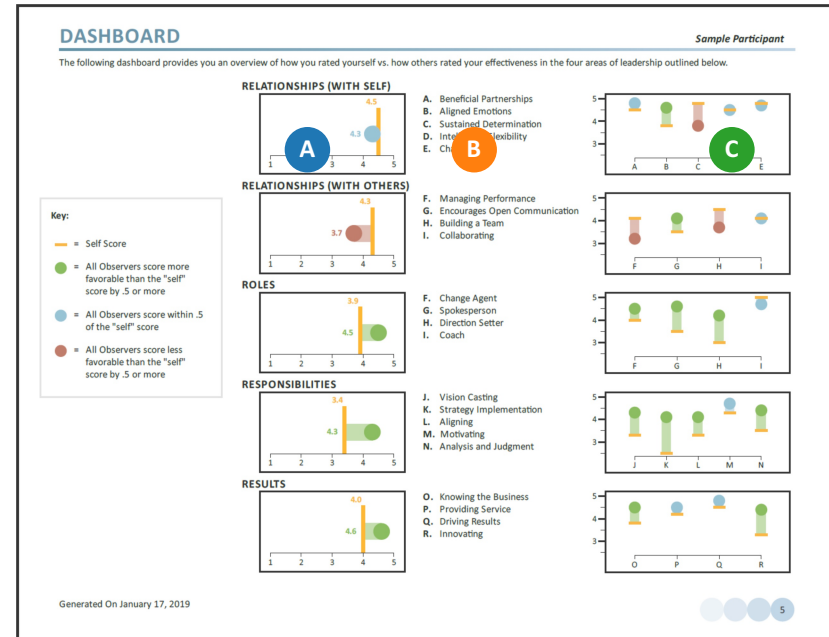 DASHBOARD
Sample Participant
The following dashboard provides you an overview of how you rated yourself vs. how others rated your effectiveness in the four areas of leadership outlined below.
Key:
= Self Score
= All Observers score more
favorable than the "self"
score by .5 or more
= All Observers score within .5
of the "self" score
= All Observers score less
favorable than the "self"
score by .5 or more
RELATIONSHIPS (WITH SELF)
4.5
4.3
A
1 2 3 4 5
A. Beneficial Partnerships
B. Aligned Emotions
C. Sustained Determination
D.
E.
B
5
4
3
C
A B C E
RELATIONSHIPS (WITH OTHERS)
4.3
3.7
1 2 3 4 5
F. Managing Performance
G. Encourages Open Communication
H. Building a Team
I. Collaborating
5
4
3
F G H I
ROLES
3.9
4.5
1 2 3 4 5
F. Change Agent
G. Spokesperson
H. Direction Setter
I. Coach
5
4
3
F G H I
RESPONSIBILITIES
3.4
4.3
1 2 3 4 5
J. Vision Casting
K. Strategy Implementation
L. Aligning
M. Motivating
N. Analysis and Judgment
5
4
3
J K L M N
RESULTS
4.0
4.6
1 2 3 4 5
O. Knowing the Business
P. Providing Service
Q. Driving Results
R. Innovating
5
4
3
O P Q R
Generated On January 17, 2019
5